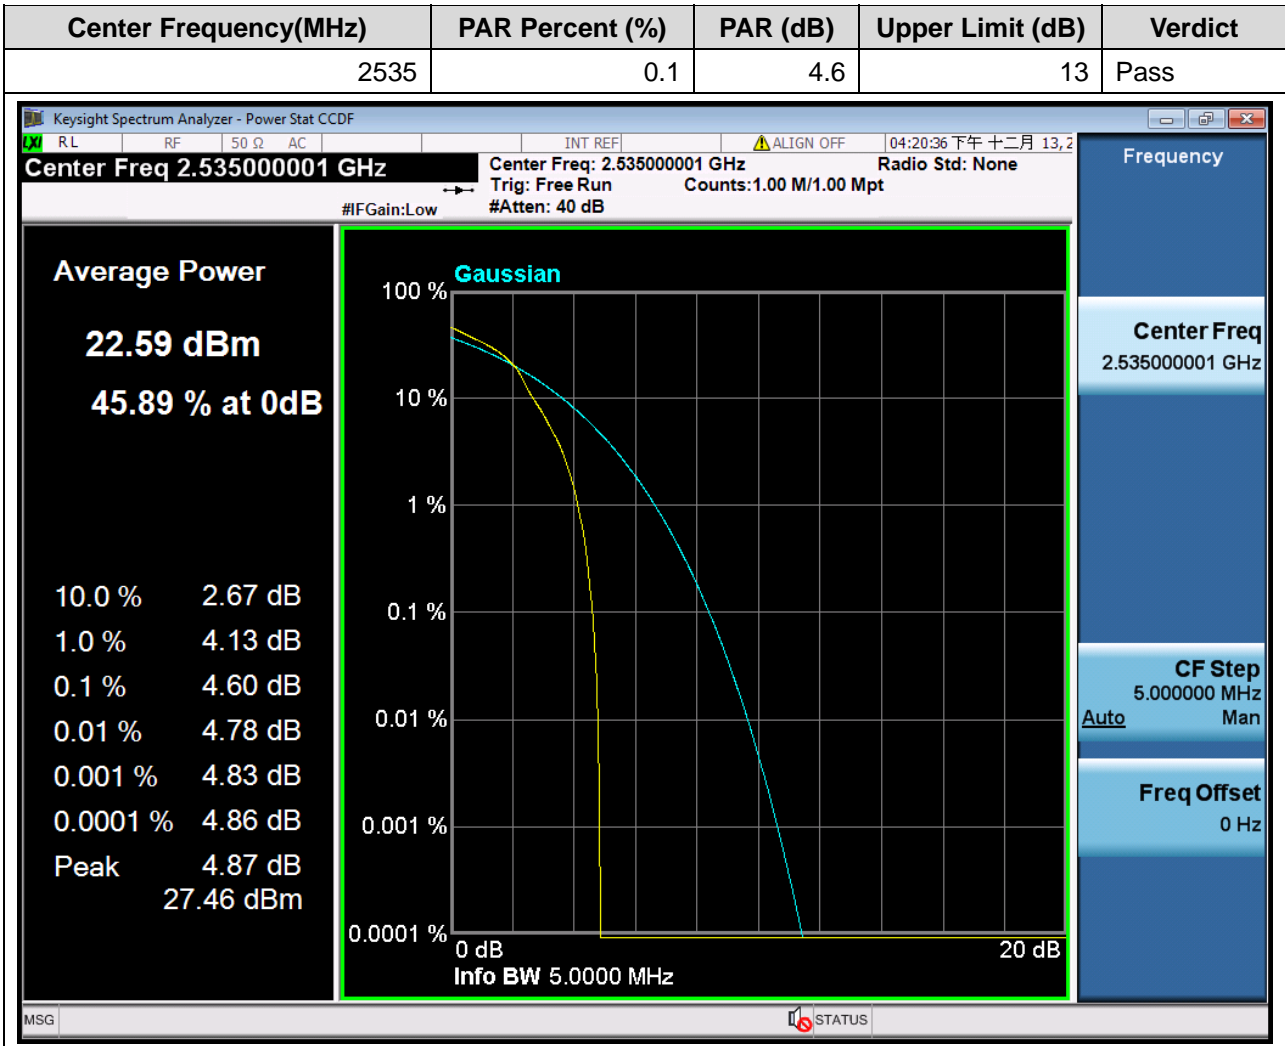 Center Frequency(MHz) PAR Percent (%) PAR (dB) Upper Limit (dB) Verdict
2535 0.1 4.6 13 Pass
Keysight Spectrum Analyzer - Power Stat CCDF
LXI RL RF 50 Ω AC INT REF ALIGN OFF 04:20:36 下午 十二月 13, 2
Center Freq 2.535000001 GHz
Center Freq: 2.535000001 GHz Radio Std: None
Trig: Free Run Counts:1.00 M/1.00 Mpt
#IFGain:Low #Atten: 40 dB
Average Power
22.59 dBm
45.89 % at 0dB
10.0 % 2.67 dB
1.0 % 4.13 dB
0.1 % 4.60 dB
0.01 % 4.78 dB
0.001 % 4.83 dB
0.0001 % 4.86 dB
Peak 4.87 dB
27.46 dBm
Gaussian
100 %
10 %
1 %
0.1 %
0.01 %
0.001 %
0.0001 %
0 dB 20 dB
Info BW 5.0000 MHz
Frequency
Center Freq
2.535000001 GHz
CF Step
5.000000 MHz
Auto Man
Freq Offset
0 Hz
MSG STATUS